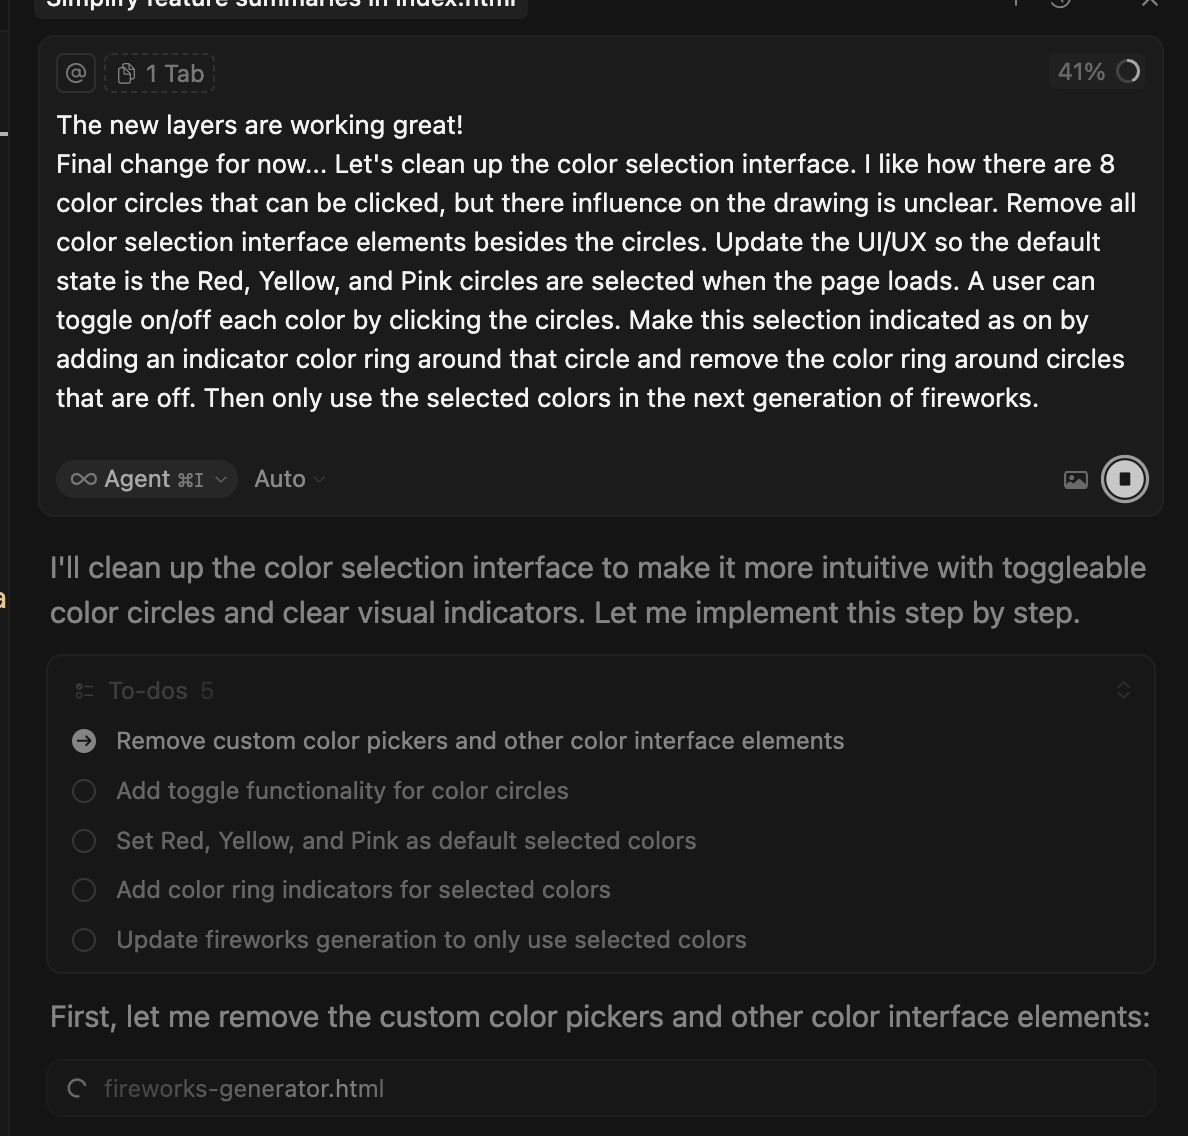 Simplify feature summaries in index.html
@ 1 Tab 41%
The new layers are working great!
Final change for now... Let's clean up the color selection interface. I like how there are 8
color circles that can be clicked, but there influence on the drawing is unclear. Remove all
color selection interface elements besides the circles. Update the UI/UX so the default
state is the Red, Yellow, and Pink circles are selected when the page loads. A user can
toggle on/off each color by clicking the circles. Make this selection indicated as on by
adding an indicator color ring around that circle and remove the color ring around circles
that are off. Then only use the selected colors in the next generation of fireworks.
Agent ⌘I Auto
I'll clean up the color selection interface to make it more intuitive with toggleable
a
color circles and clear visual indicators. Let me implement this step by step.
To-dos 5
Remove custom color pickers and other color interface elements
Add toggle functionality for color circles
Set Red, Yellow, and Pink as default selected colors
Add color ring indicators for selected colors
Update fireworks generation to only use selected colors
First, let me remove the custom color pickers and other color interface elements:
fireworks-generator.html